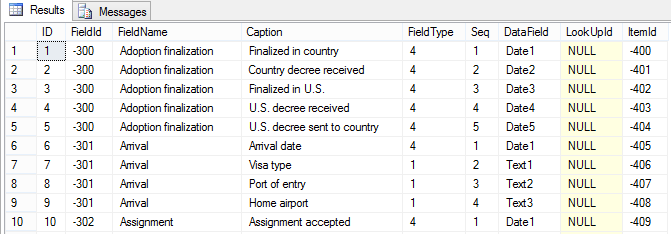 Results Messages
ID FieldId FieldName Caption FieldType Seq DataField LookUpId ItemId
1 1 -300 Adoption finalization Finalized in country 4 1 Date1 NULL -400
2 2 -300 Adoption finalization Country decree received 4 2 Date2 NULL -401
3 3 -300 Adoption finalization Finalized in U.S. 4 3 Date3 NULL -402
4 4 -300 Adoption finalization U.S. decree received 4 4 Date4 NULL -403
5 5 -300 Adoption finalization U.S. decree sent to country 4 5 Date5 NULL -404
6 6 -301 Arrival Arrival date 4 1 Date1 NULL -405
7 7 -301 Arrival Visa type 1 2 Text1 NULL -406
8 8 -301 Arrival Port of entry 1 3 Text2 NULL -407
9 9 -301 Arrival Home airport 1 4 Text3 NULL -408
10 10 -302 Assignment Assignment accepted 4 1 Date1 NULL -409